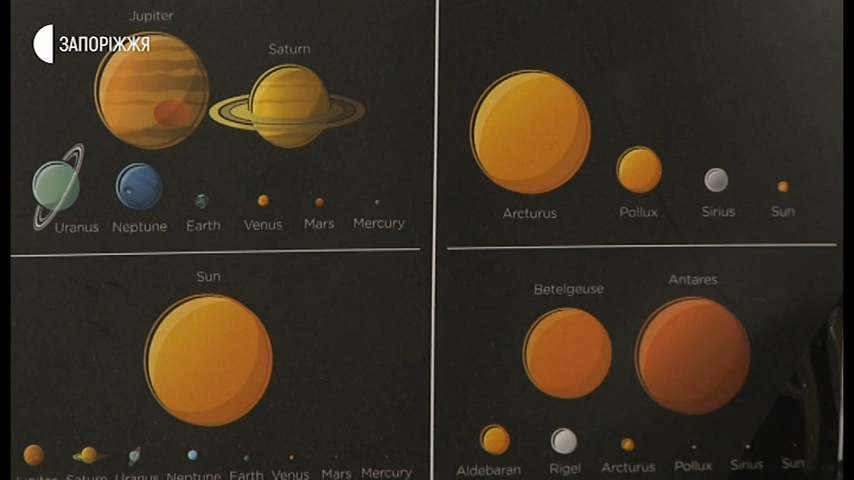 ЗАПОРІЖЖЯ
Jupiter
Saturn
Uranus Neptune Earth Venus Mars Mercury
Arcturus Pollux Sirius Sun
Sun
Jupiter Saturn Uranus Neptune Earth Venus Mars Mercury
Betelgeuse Antares
Aldebaran Rigel Arcturus Pollux Sirius Sun